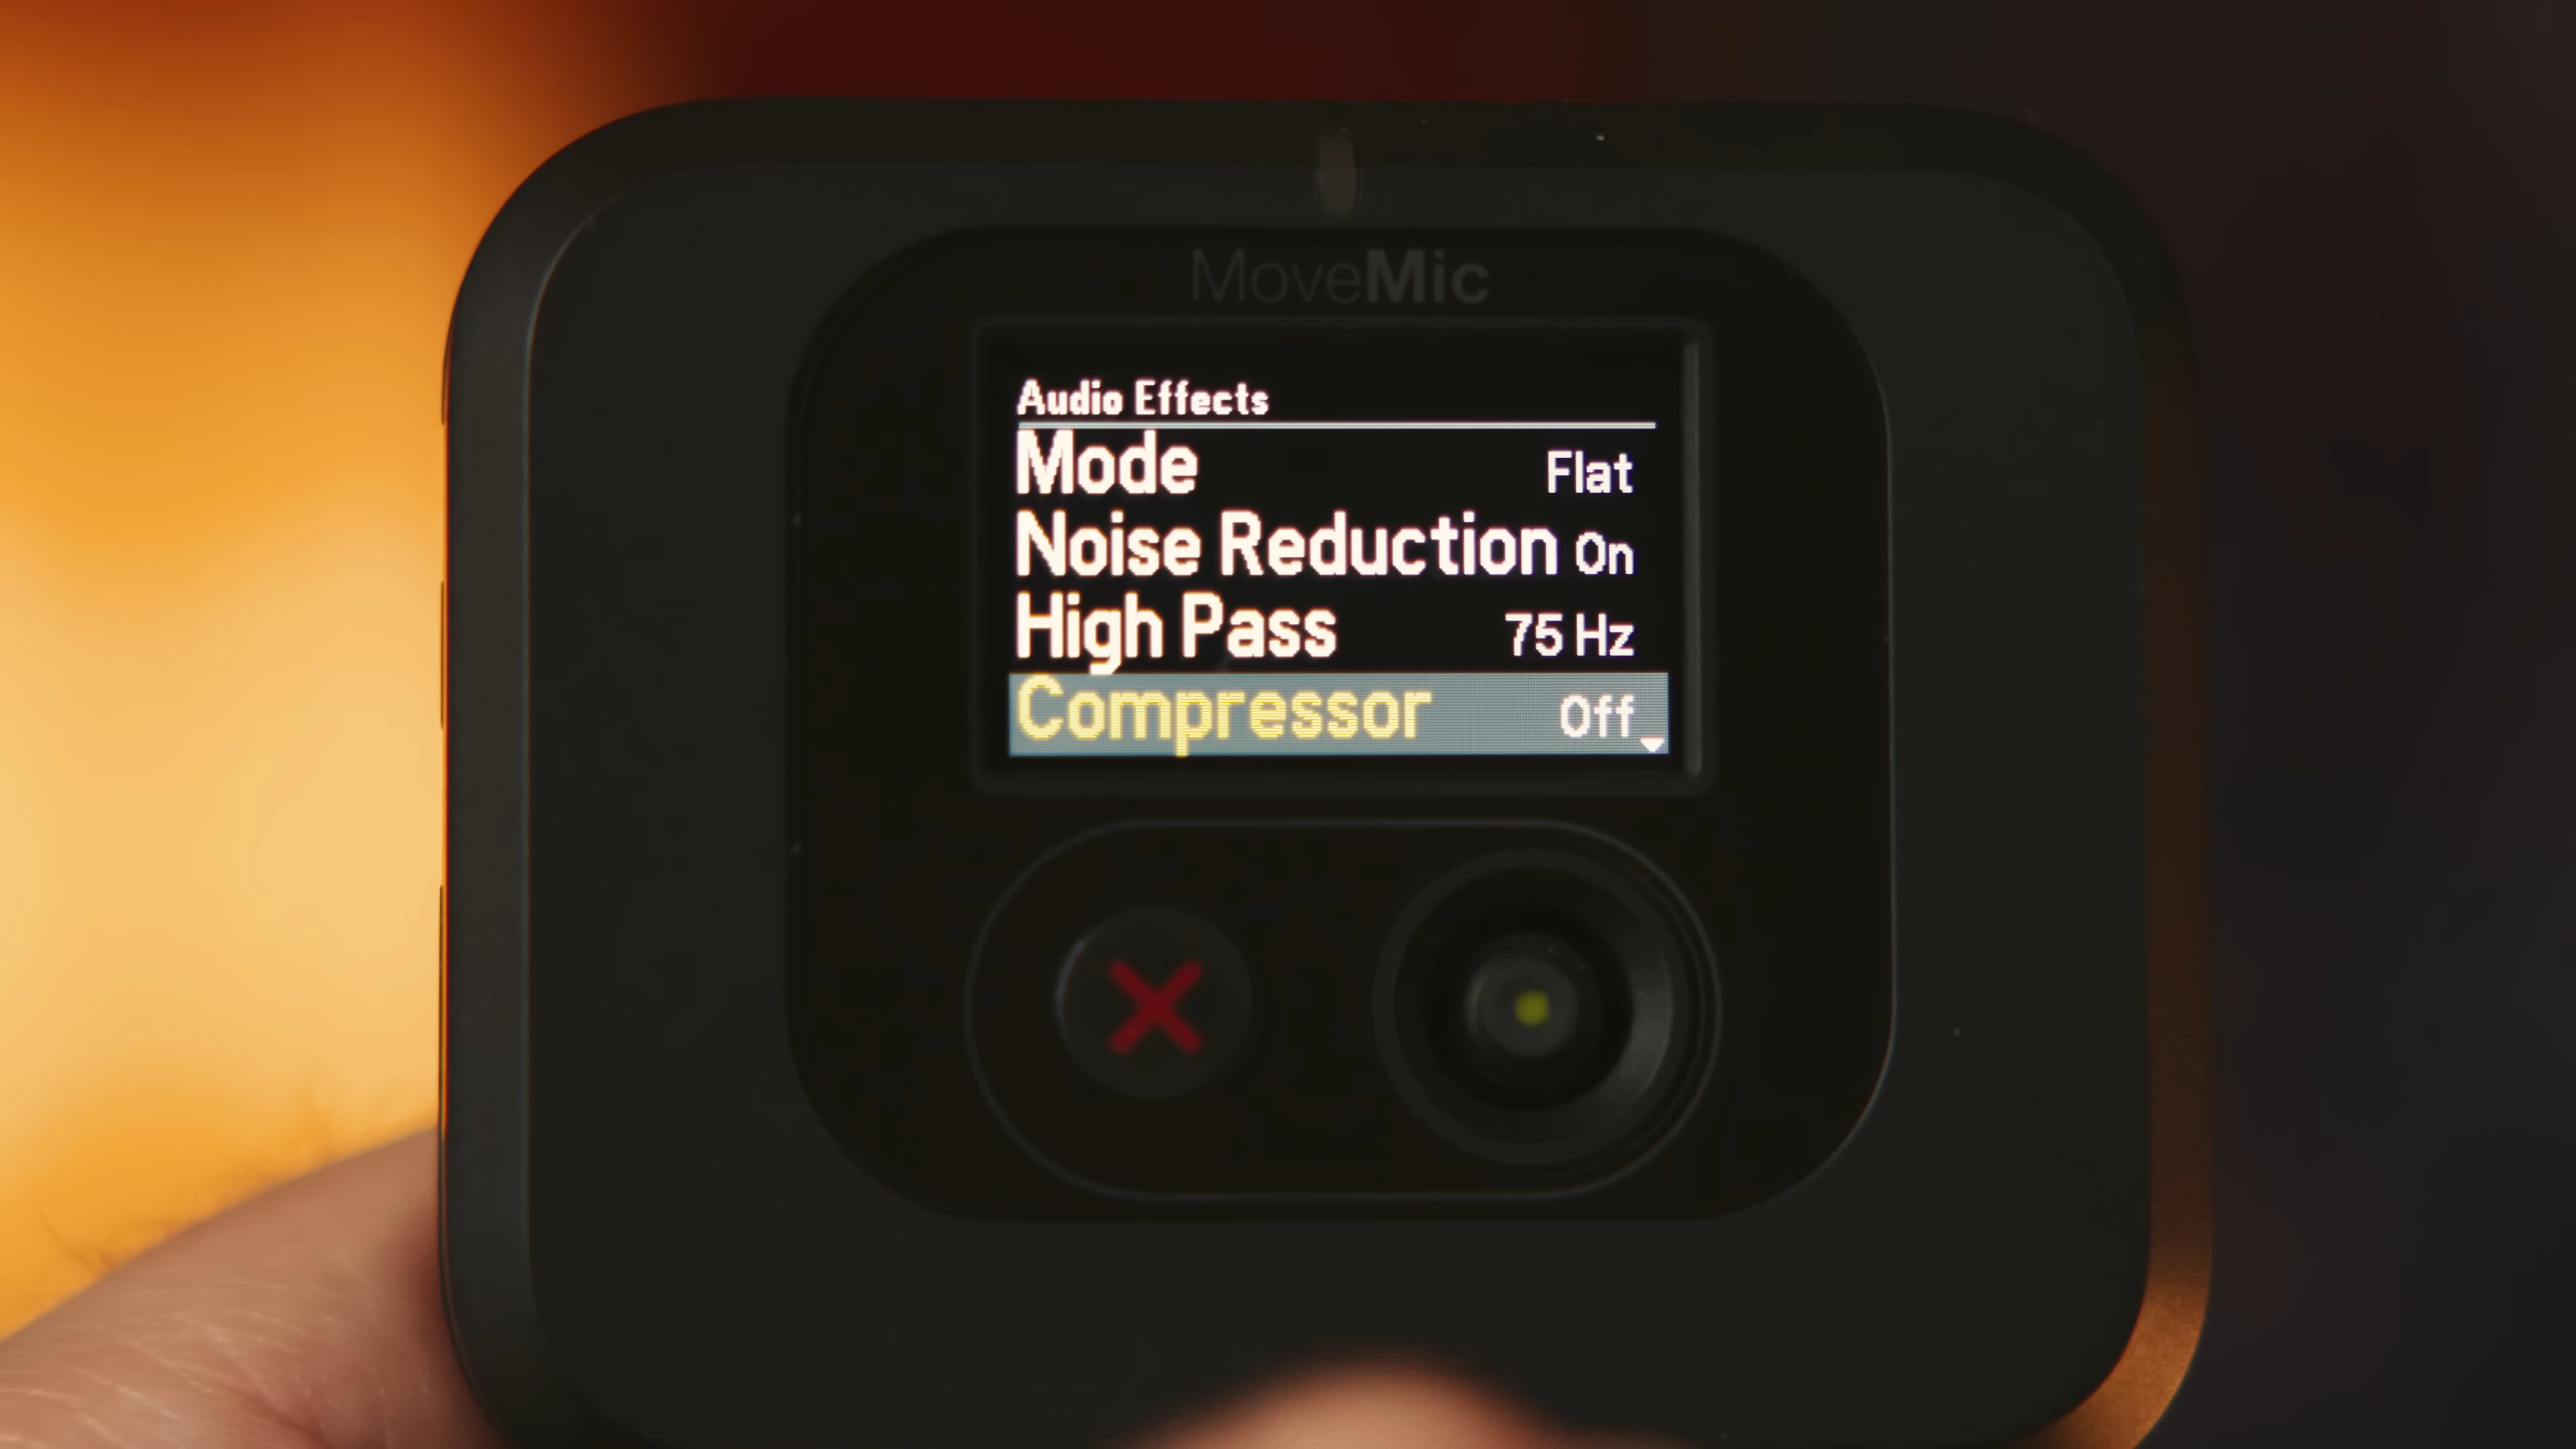 MoveMic
Audio Effects
Mode Flat
Noise Reduction On
High Pass 75 Hz
Compressor Off